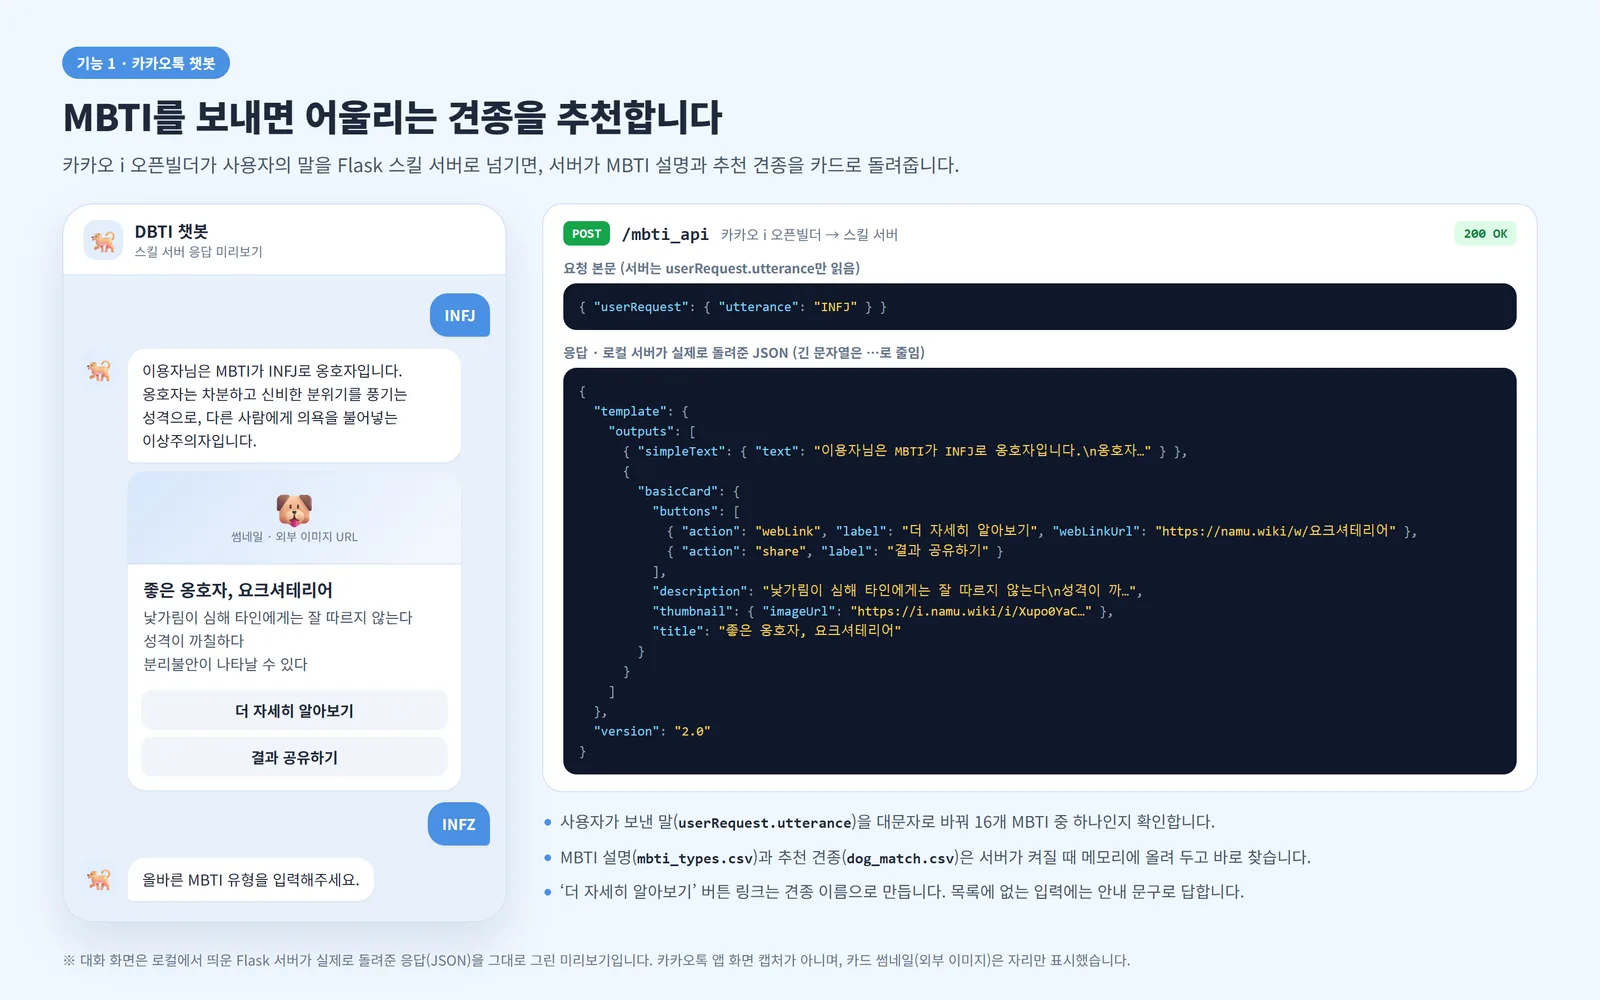 기능 1 · 카카오톡 챗봇
MBTI를 보내면 어울리는 견종을 추천합니다
카카오 i 오픈빌더가 사용자의 말을 Flask 스킬 서버로 넘기면, 서버가 MBTI 설명과 추천 견종을 카드로 돌려줍니다.
DBTI 챗봇
스킬 서버 응답 미리보기
INFJ
이용자님은 MBTI가 INFJ로 옹호자입니다.
옹호자는 차분하고 신비한 분위기를 풍기는
성격으로, 다른 사람에게 의욕을 불어넣는
이상주의자입니다.
썸네일 · 외부 이미지 URL
좋은 옹호자, 요크셔테리어
낯가림이 심해 타인에게는 잘 따르지 않는다
성격이 까칠하다
분리불안이 나타날 수 있다
더 자세히 알아보기
결과 공유하기
INFZ
올바른 MBTI 유형을 입력해주세요.
POST /mbti_api 카카오 i 오픈빌더 → 스킬 서버 200 OK
요청 본문 (서버는 userRequest.utterance만 읽음)
{ "userRequest": { "utterance": "INFJ" } }
응답 · 로컬 서버가 실제로 돌려준 JSON (긴 문자열은 …로 줄임)
{
"template": {
"outputs": [
{ "simpleText": { "text": "이용자님은 MBTI가 INFJ로 옹호자입니다.\n옹호자…" } },
{
"basicCard": {
"buttons": [
{ "action": "webLink", "label": "더 자세히 알아보기", "webLinkUrl": "https://namu.wiki/w/요크셔테리어" },
{ "action": "share", "label": "결과 공유하기" }
],
"description": "낯가림이 심해 타인에게는 잘 따르지 않는다\n성격이 까…",
"thumbnail": { "imageUrl": "https://i.namu.wiki/i/Xupo0YaC…" },
"title": "좋은 옹호자, 요크셔테리어"
}
}
]
},
"version": "2.0"
}
• 사용자가 보낸 말(userRequest.utterance)을 대문자로 바꿔 16개 MBTI 중 하나인지 확인합니다.
• MBTI 설명(mbti_types.csv)과 추천 견종(dog_match.csv)은 서버가 켜질 때 메모리에 올려 두고 바로 찾습니다.
• ‘더 자세히 알아보기’ 버튼 링크는 견종 이름으로 만듭니다. 목록에 없는 입력에는 안내 문구로 답합니다.
※ 대화 화면은 로컬에서 띄운 Flask 서버가 실제로 돌려준 응답(JSON)을 그대로 그린 미리보기입니다. 카카오톡 앱 화면 캡처가 아니며, 카드 썸네일(외부 이미지)은 자리만 표시했습니다.